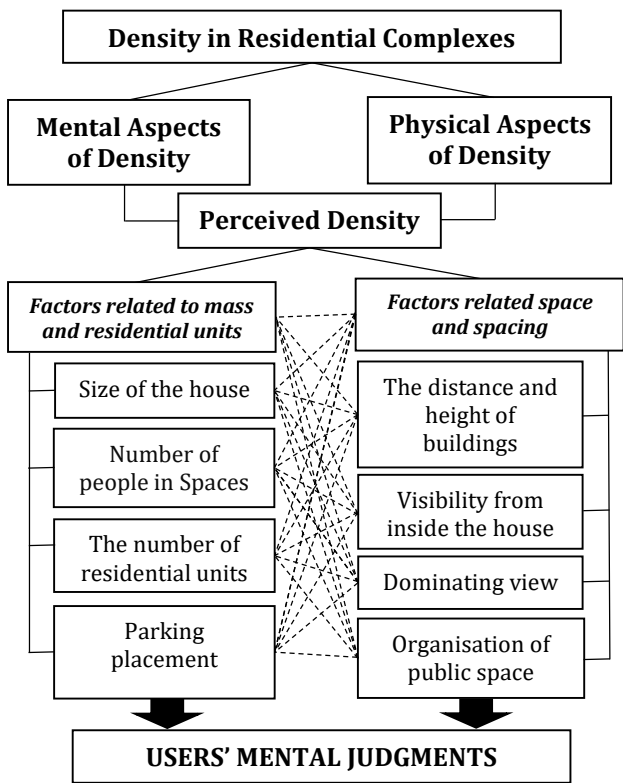 Density in Residential Complexes
Mental Aspects
of Density
Physical Aspects
of Density
Perceived Density
Factors related to mass
and residential units
Size of the house
Number of
people in Spaces
The number of
residential units
Parking
placement
Factors related space
and spacing
The distance and
height of
buildings
Visibility from
inside the house
Dominating view
Organisation of
public space
USERS’ MENTAL JUDGMENTS